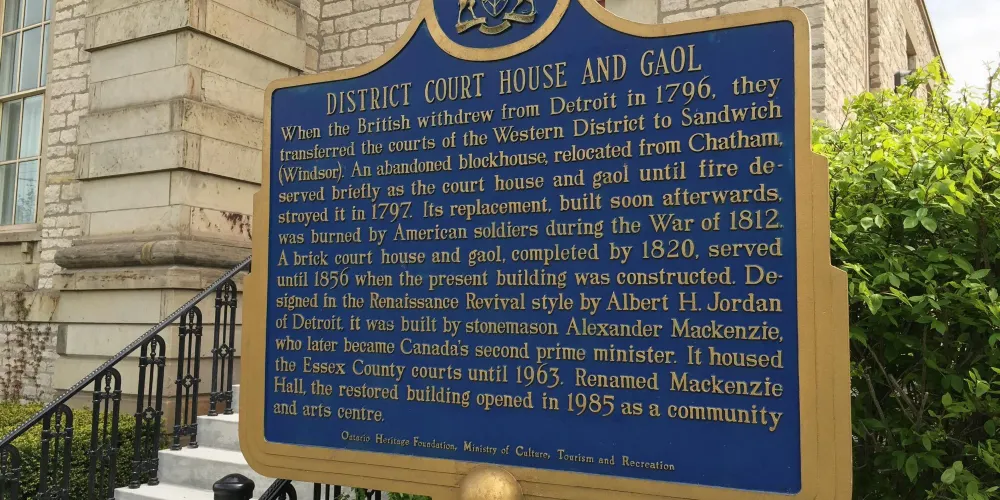 DISTRICT COURT HOUSE AND GAOL
When the British withdrew from Detroit in 1796, they
transferred the courts of the Western District to Sandwich
(Windsor). An abandoned blockhouse, relocated from Chatham,
served briefly as the court house and gaol until fire de-
stroyed it in 1797. Its replacement, built soon afterwards,
was burned by American soldiers during the War of 1812.
A brick court house and gaol, completed by 1820, served
until 1856 when the present building was constructed. De-
signed in the Renaissance Revival style by Albert H. Jordan
of Detroit, it was built by stonemason Alexander Mackenzie,
who later became Canada's second prime minister. It housed
the Essex County courts until 1963. Renamed Mackenzie
Hall, the restored building opened in 1985 as a community
and arts centre.
Ontario Heritage Foundation, Ministry of Culture, Tourism and Recreation